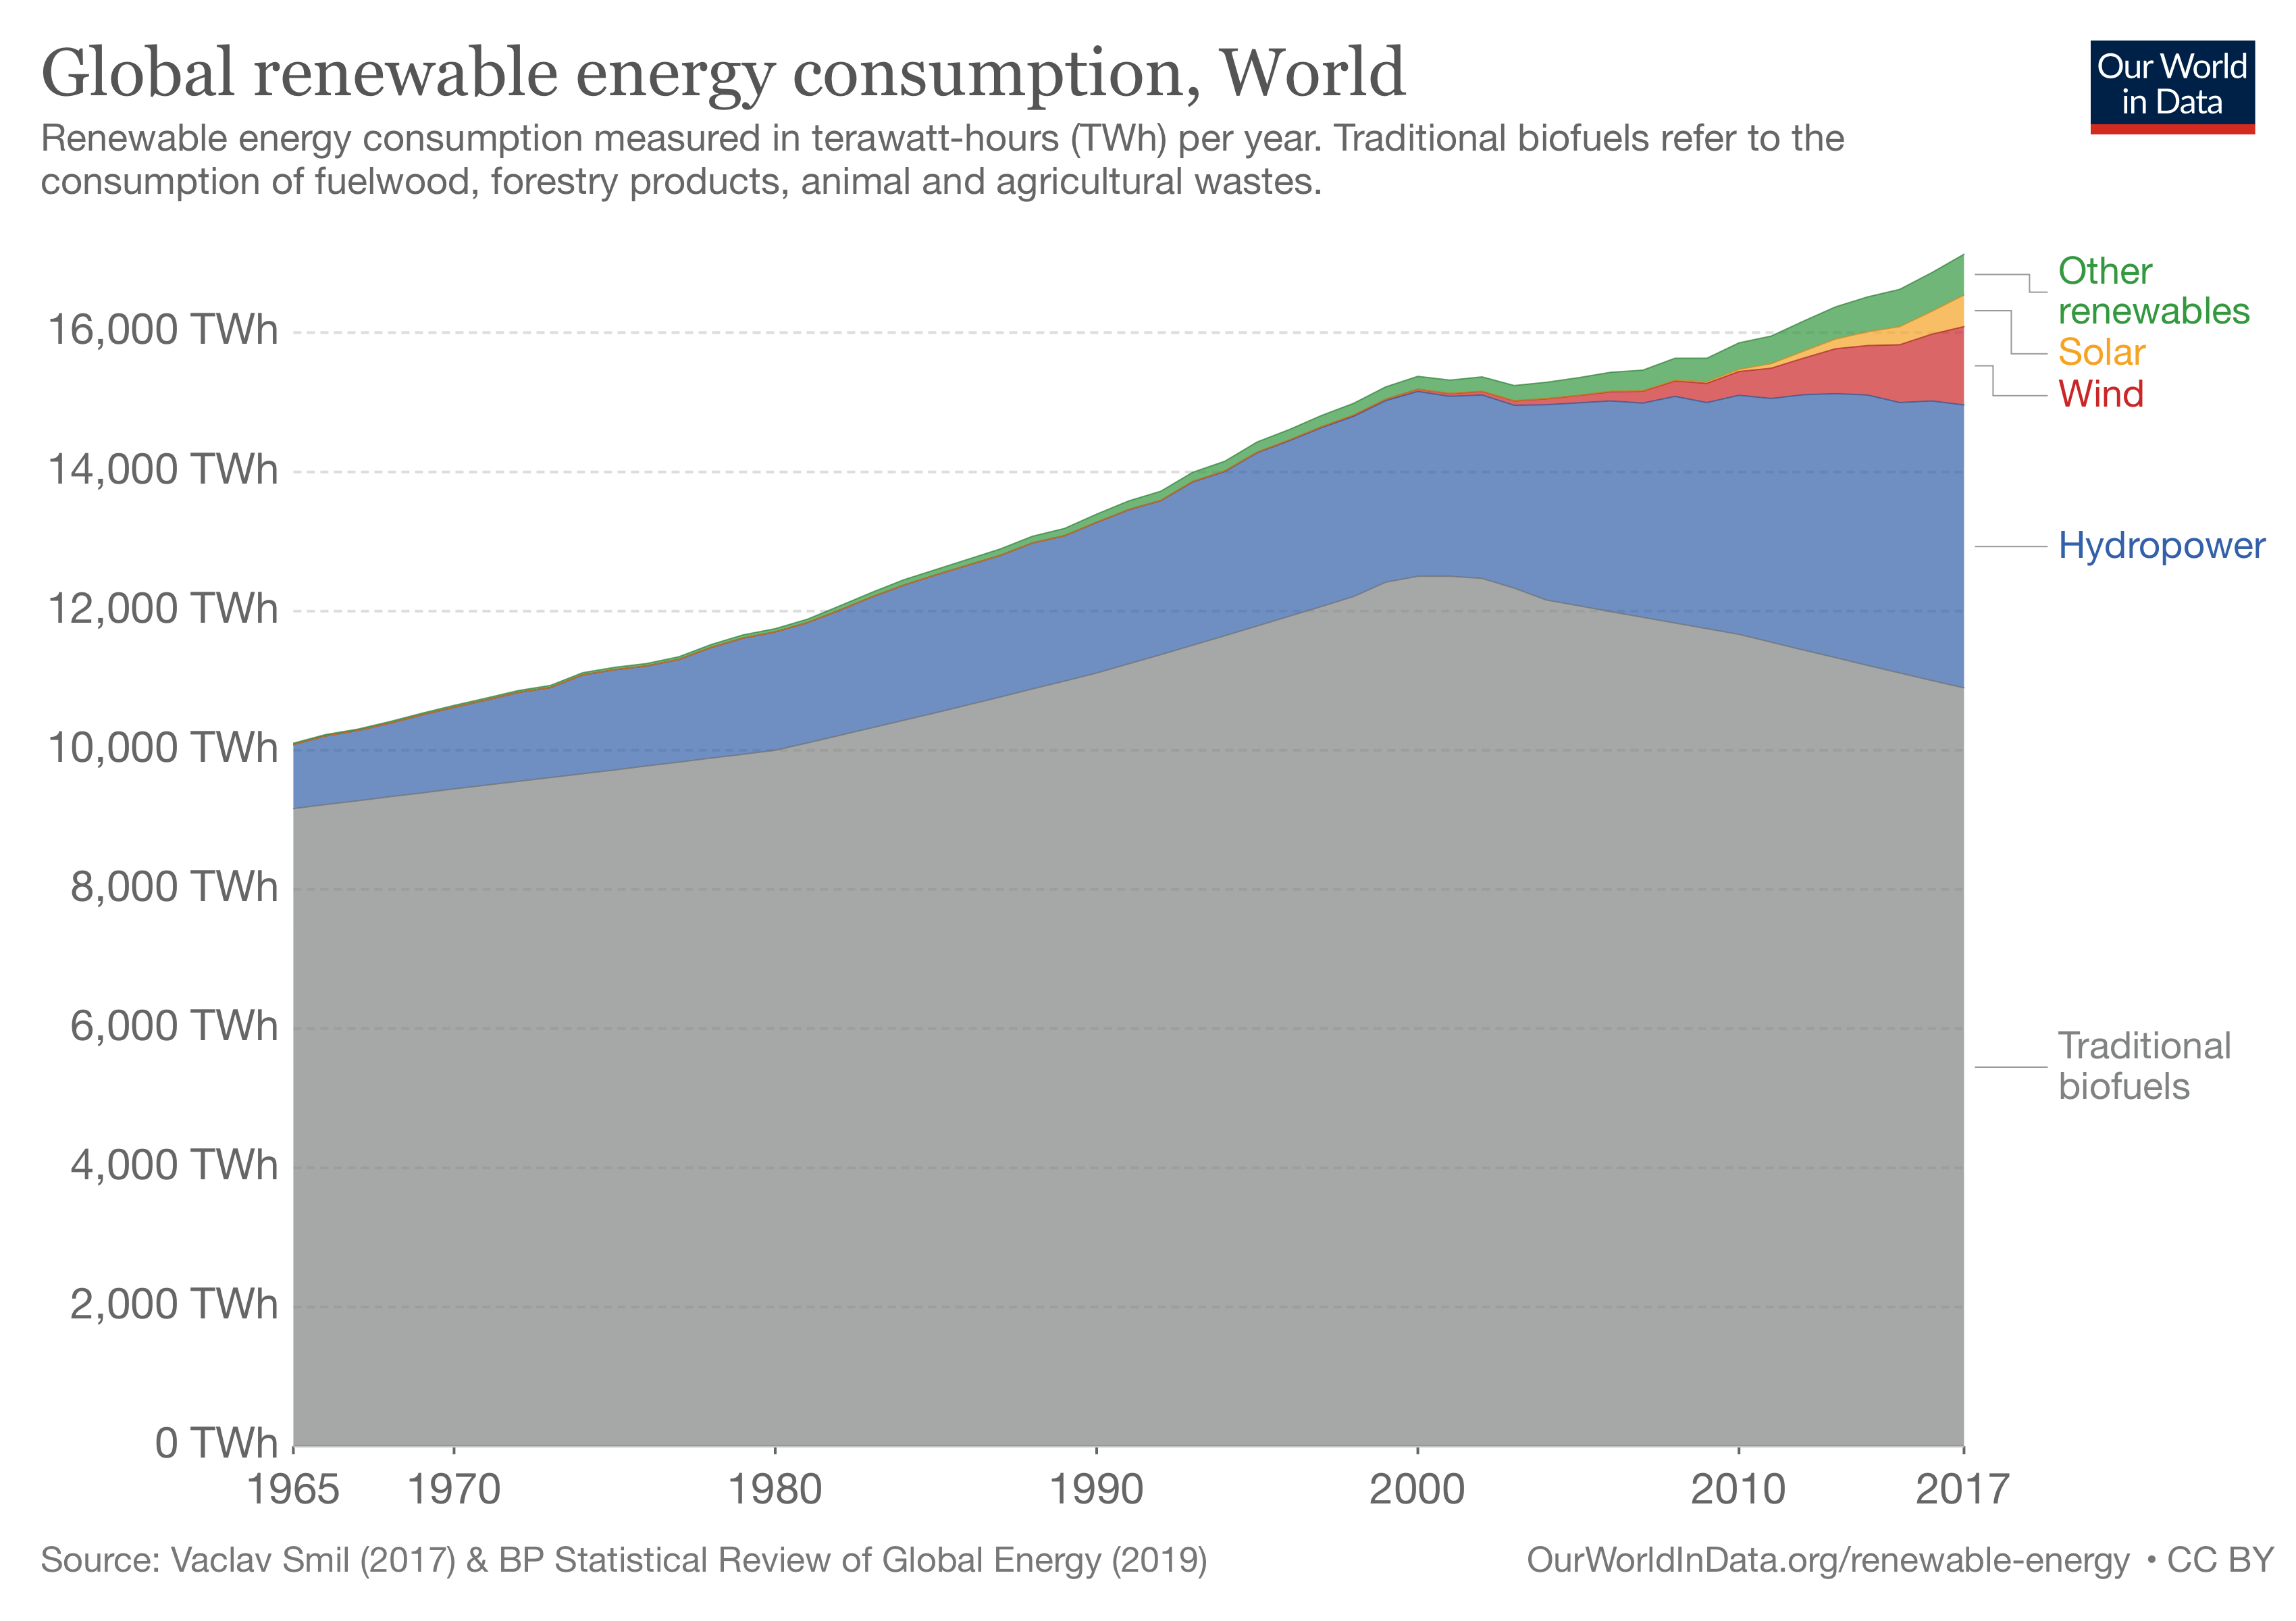 Global renewable energy consumption, World
Renewable energy consumption measured in terawatt-hours (TWh) per year. Traditional biofuels refer to the
consumption of fuelwood, forestry products, animal and agricultural wastes.
Our World
in Data
16,000 TWh
14,000 TWh
12,000 TWh
10,000 TWh
8,000 TWh
6,000 TWh
4,000 TWh
2,000 TWh
0 TWh
Other
renewables
Solar
Wind
Hydropower
Traditional
biofuels
1965 1970 1980 1990 2000 2010 2017
Source: Vaclav Smil (2017) & BP Statistical Review of Global Energy (2019)
OurWorldInData.org/renewable-energy • CC BY